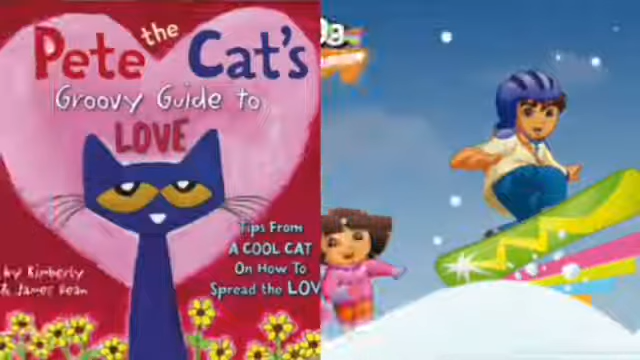 Pete the Cat's
Groovy Guide to
LOVE
Tips From
A COOL CAT
On How To
Spread the LOV
by Kimberly
& James Dean